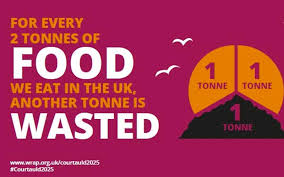 FOR EVERY
2 TONNES OF
FOOD
WE EAT IN THE UK,
ANOTHER TONNE IS
WASTED
www.wrap.org.uk/courtauld2025
#Courtauld2025
1
TONNE
1
TONNE
1
TONNE